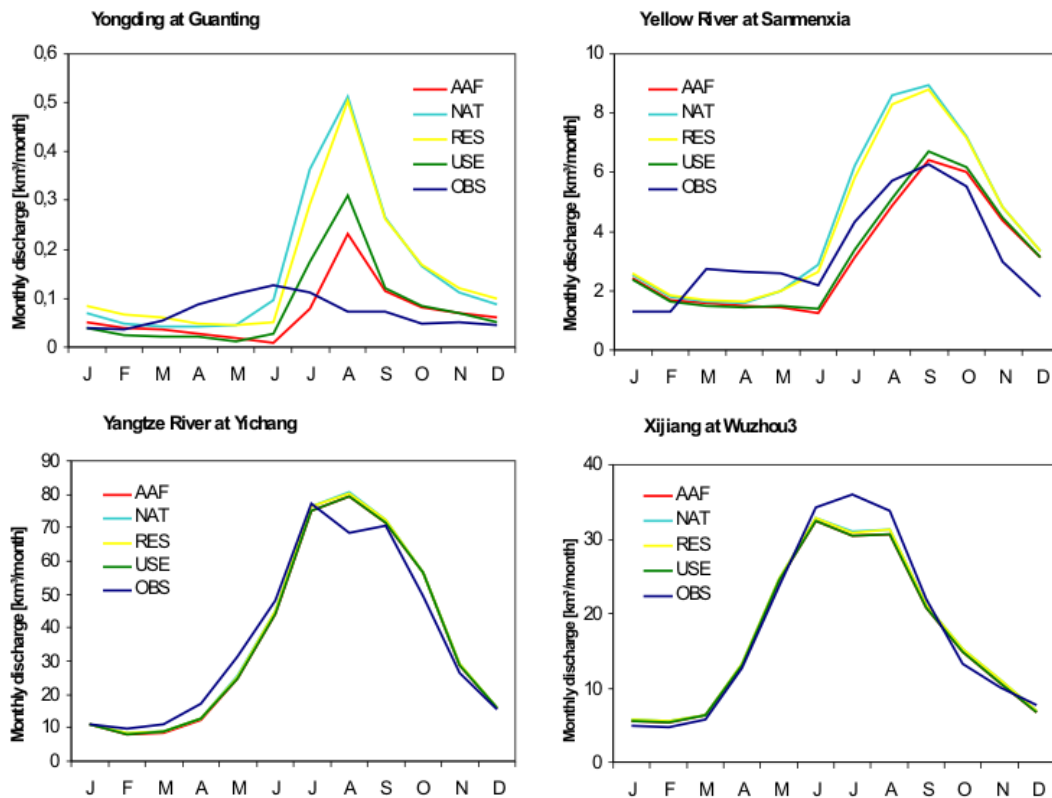 Yongding at Guanting
Monthly discharge [km³/month]
0,6
0,5
0,4
0,3
0,2
0,1
0
AAF
NAT
RES
USE
OBS
J F M A M J J A S O N D
Yellow River at Sanmenxia
Monthly discharge [km³/month]
10
8
6
4
2
0
AAF
NAT
RES
USE
OBS
J F M A M J J A S O N D
Yangtze River at Yichang
Monthly discharge [km³/month]
90
80
70
60
50
40
30
20
10
0
AAF
NAT
RES
USE
OBS
J F M A M J J A S O N D
Xijiang at Wuzhou3
Monthly discharge [km³/month]
40
30
20
10
0
AAF
NAT
RES
USE
OBS
J F M A M J J A S O N D